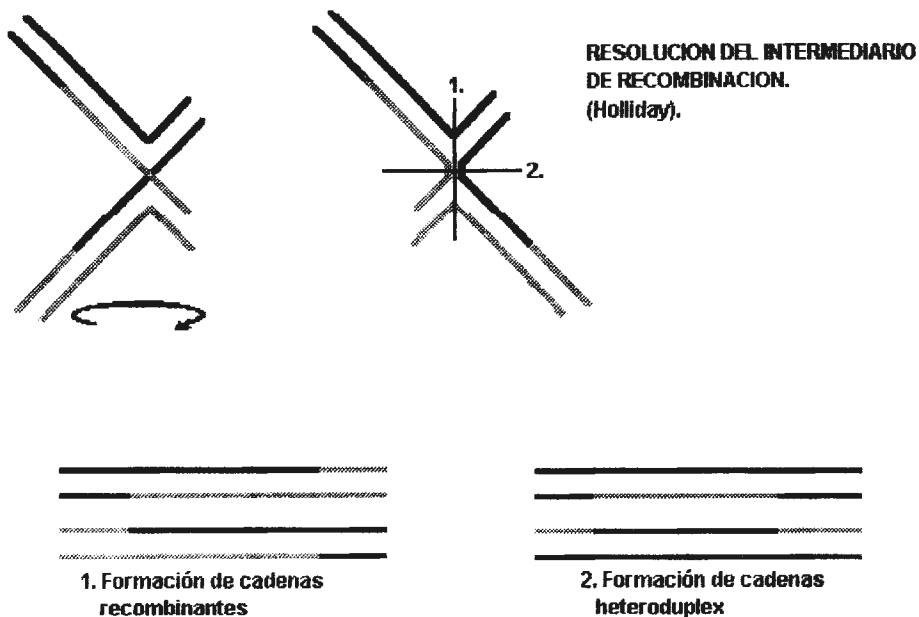 RESOLUCION DEL INTERMEDIARIO
DE RECOMBINACION.
(Holliday).
1.
2.
1. Formación de cadenas
recombinantes
2. Formación de cadenas
heteroduplex